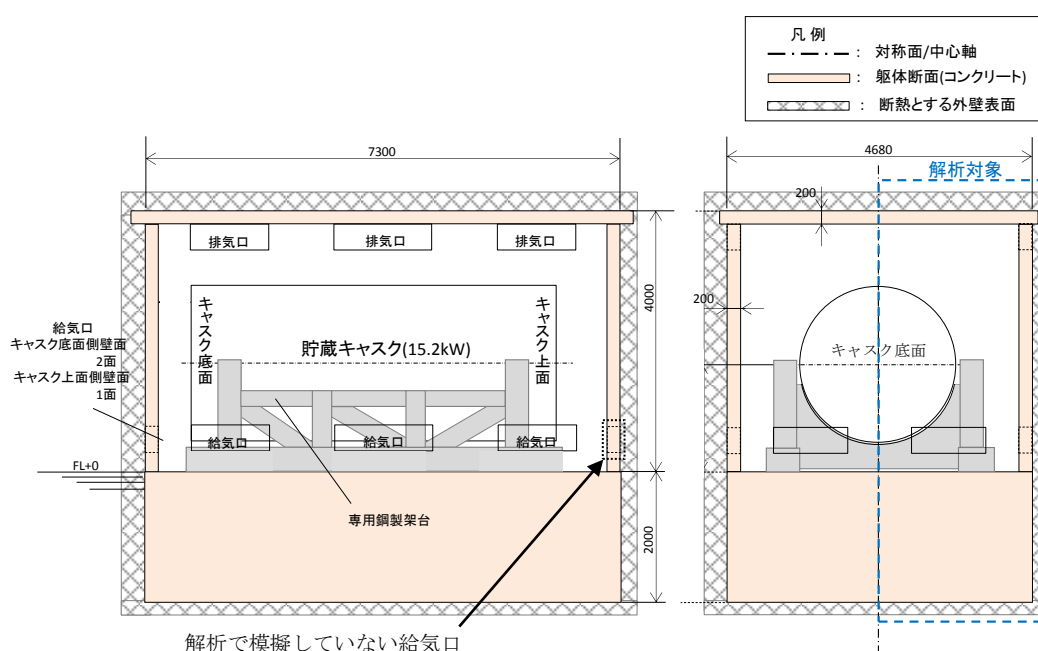 凡 例
: 対称面/中心軸
: 躯体断面(コンクリート)
: 断熱とする外壁表面
7300
4680
解析対象
200
排気口
排気口
排気口
4000
200
キャスク底面
キャスク上面
貯蔵キャスク(15.2kW)
キャスク底面
給気口
キャスク底面側壁面
2面
キャスク上面側壁面
1面
給気口
給気口
給気口
FL+0
専用鋼製架台
2000
解析で模擬していない給気口